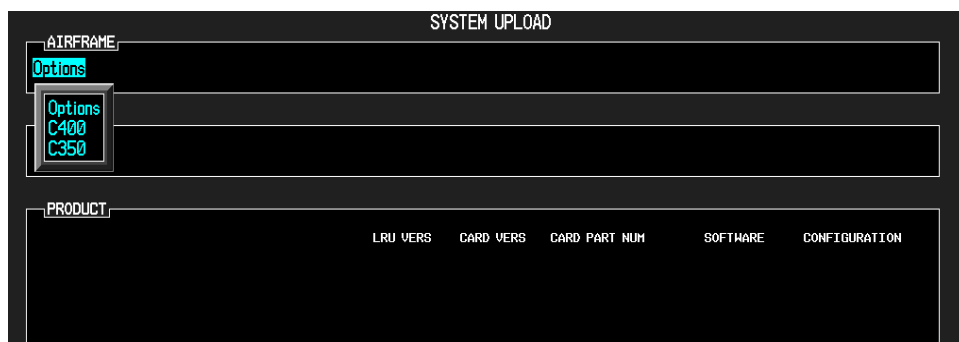 SYSTEM UPLOAD
AIRFRAME
Options
Options
C400
C350
PRODUCT
LRU VERS CARD VERS CARD PART NUM SOFTWARE CONFIGURATION